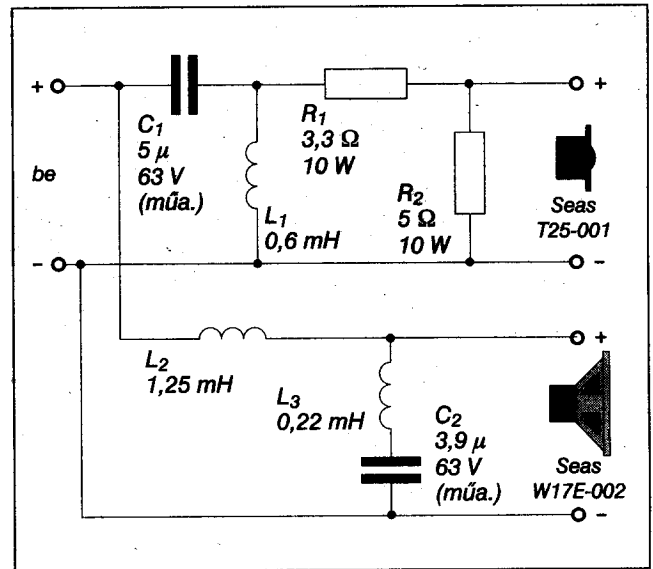 +
C1
5 µ
63 V
(műa.)
R1
3,3 Ω
10 W
+
be
L1
0,6 mH
R2
5 Ω
10 W
Seas
T25-001
-
-
+
L2
1,25 mH
L3
0,22 mH
C2
3,9 µ
63 V
(műa.)
Seas
W17E-002
-